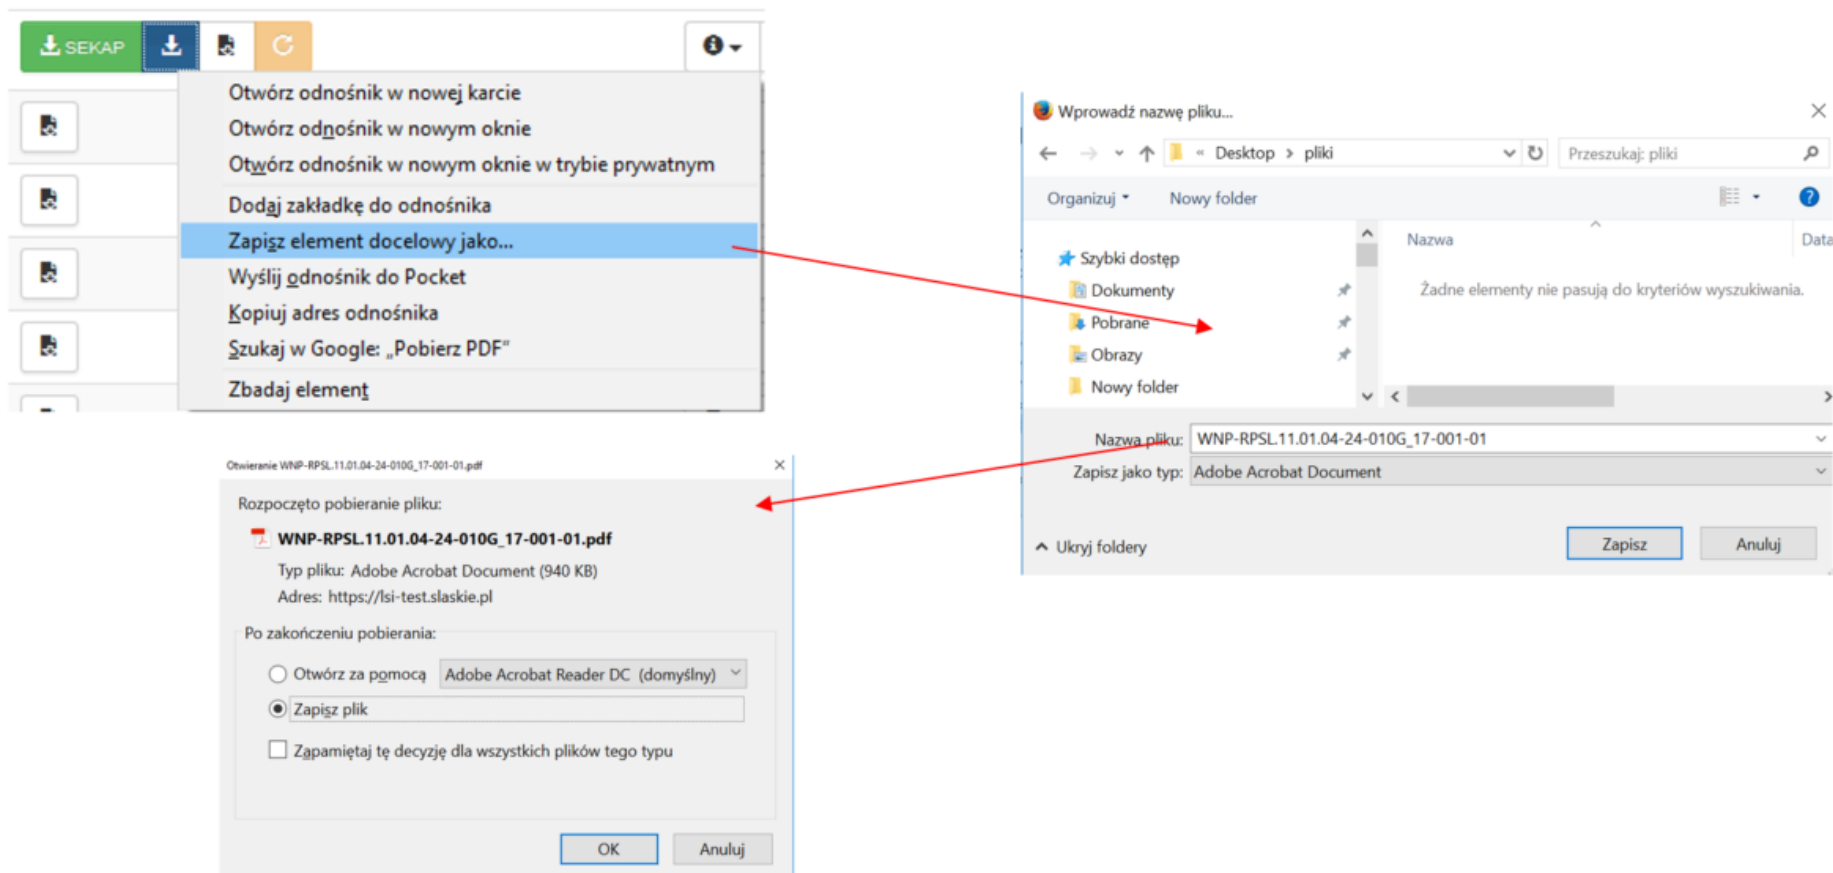 SEKAP
Otwórz odnośnik w nowej karcie
Otwórz odnośnik w nowym oknie
Otwórz odnośnik w nowym oknie w trybie prywatnym
Dodaj zakładkę do odnośnika
Zapisz element docelowy jako...
Wyślij odnośnik do Pocket
Kopiuj adres odnośnika
Szukaj w Google: „Pobierz PDF”
Zbadaj element
Wprowadź nazwę pliku...
« Desktop > pliki
Przeszukaj: pliki
Organizuj
Nowy folder
Szybki dostęp
Dokumenty
Pobrane
Obrazy
Nowy folder
Nazwa
Data
Żadne elementy nie pasują do kryteriów wyszukiwania.
Nazwa pliku: WNP-RPSL.11.01.04-24-010G_17-001-01
Zapisz jako typ: Adobe Acrobat Document
Ukryj foldery
Zapisz
Anuluj
Otwieranie WNP-RPSL.11.01.04-24-010G_17-001-01.pdf
Rozpoczęto pobieranie pliku:
WNP-RPSL.11.01.04-24-010G_17-001-01.pdf
Typ pliku: Adobe Acrobat Document (940 KB)
Adres: https://lsi-test.slaskie.pl
Po zakończeniu pobierania:
Otwórz za pomocą Adobe Acrobat Reader DC (domyślny)
Zapisz plik
Zapamiętaj tę decyzję dla wszystkich plików tego typu
OK
Anuluj